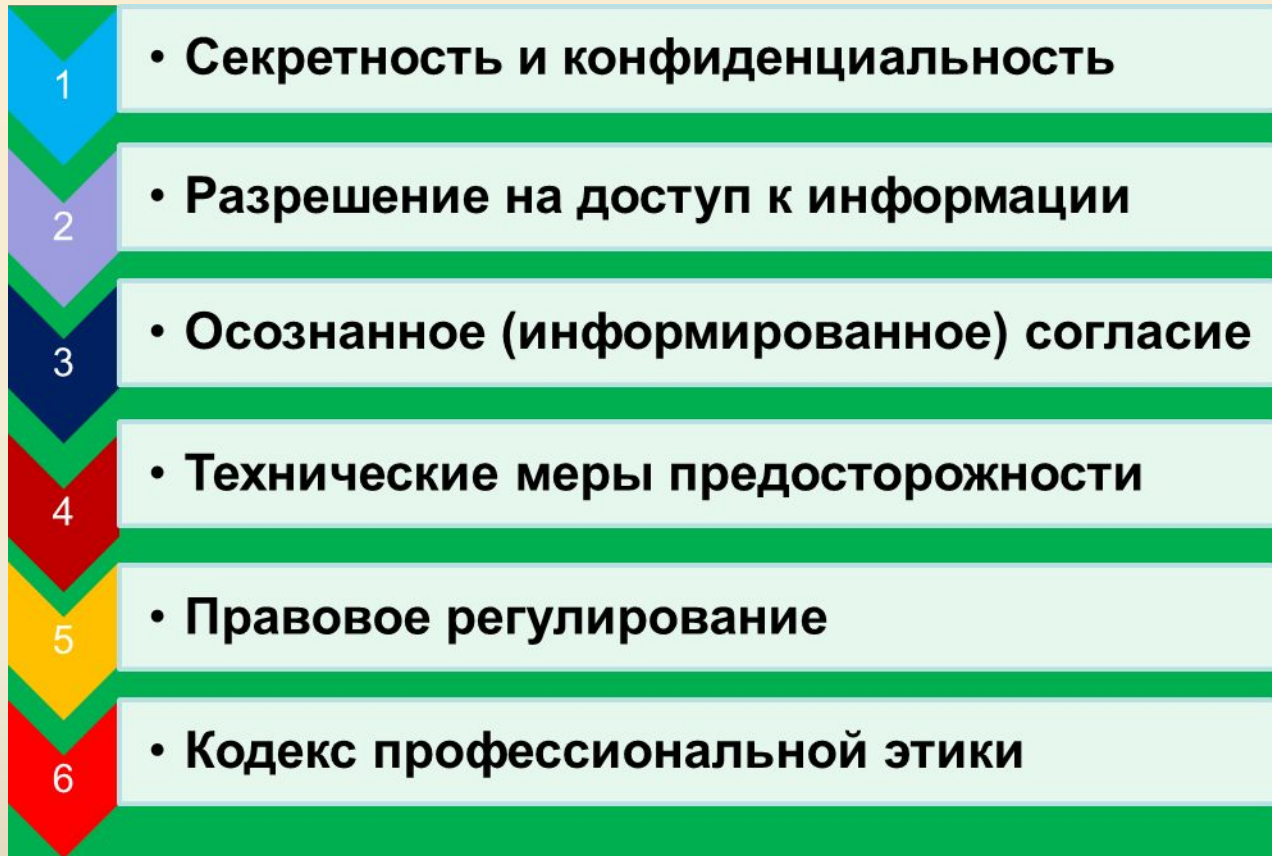 1
• Секретность и конфиденциальность
2
• Разрешение на доступ к информации
3
• Осознанное (информированное) согласие
4
• Технические меры предосторожности
5
• Правовое регулирование
6
• Кодекс профессиональной этики